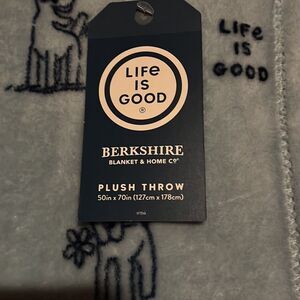 LIFE
IS
GOOD
LIFE
IS
GOOD
®
BERKSHIRE
BLANKET & HOME Cº
PLUSH THROW
50in x 70in (127cm x 178cm)